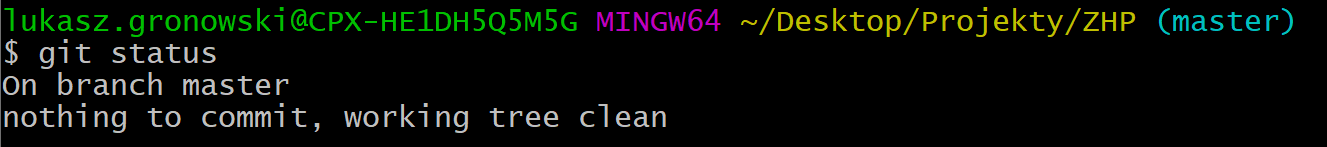 lukasz.gronowski@CPX-HE1DH5Q5M5G MINGW64 ~/Desktop/Projekty/ZHP (master)
$ git status
On branch master
nothing to commit, working tree clean